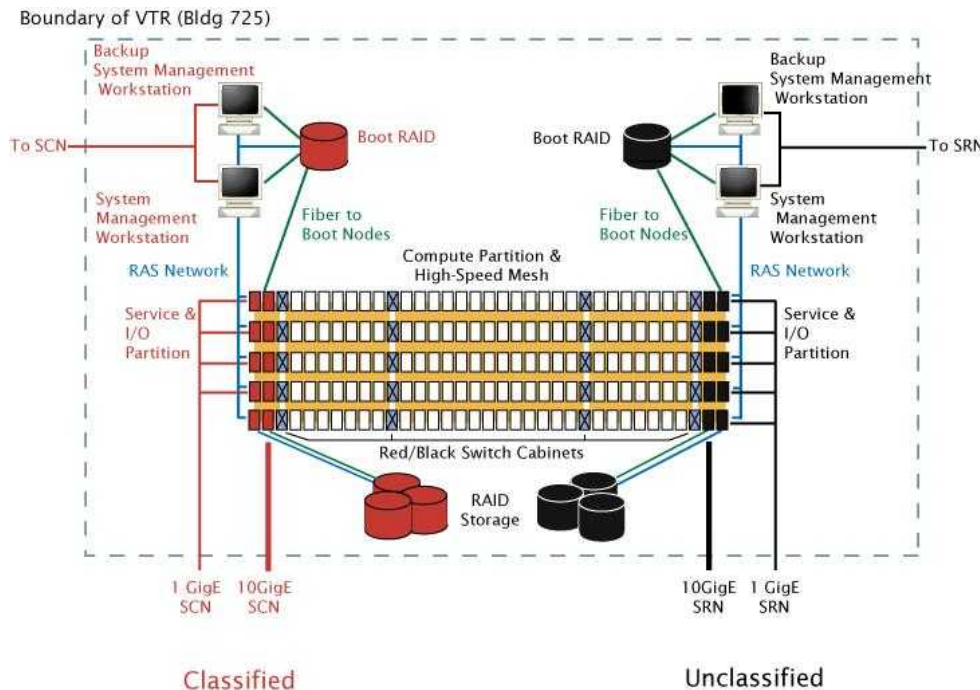 Boundary of VTR (Bldg 725)
Backup
System Management
Workstation
To SCN
Boot RAID
System
Management
Workstation
Fiber to
Boot Nodes
RAS Network
Backup
System Management
Workstation
Boot RAID
To SRN
System
Management
Workstation
Fiber to
Boot Nodes
RAS Network
Compute Partition &
High-Speed Mesh
Service &
I/O
Partition
Service &
I/O
Partition
Red/Black Switch Cabinets
RAID
Storage
1 GigE
SCN
10GigE
SCN
10GigE
SRN
1 GigE
SRN
Classified
Unclassified